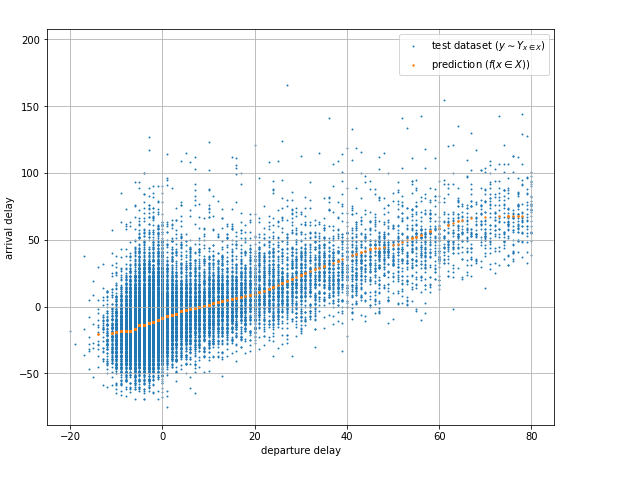 200
150
100
50
0
−50
−20 0 20 40 60 80
arrival delay
departure delay
test dataset (y ∼ Y_{x ∈ X})
prediction (f(x ∈ X))